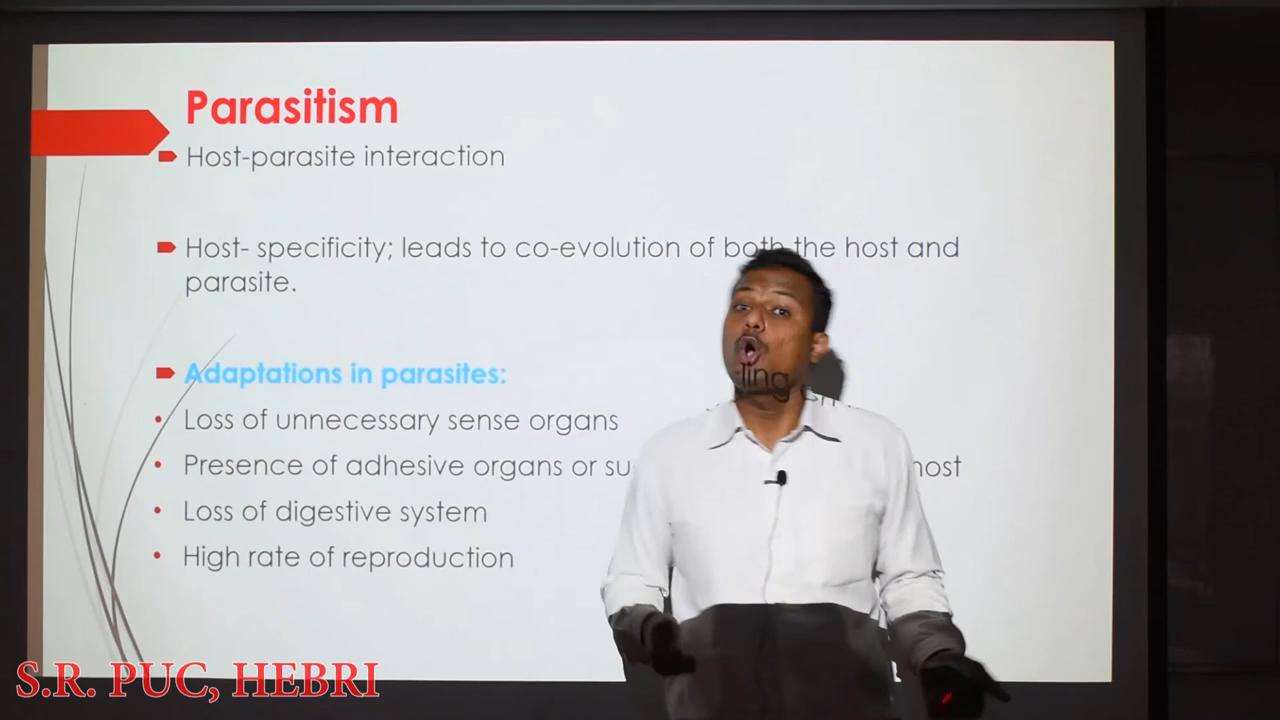 Parasitism
Host-parasite interaction
Host- specificity; leads to co-evolution of both the host and
parasite.
Adaptations in parasites:
Loss of unnecessary sense organs
Presence of adhesive organs or su host
Loss of digestive system
High rate of reproduction
S.R. PUC, HEBRI